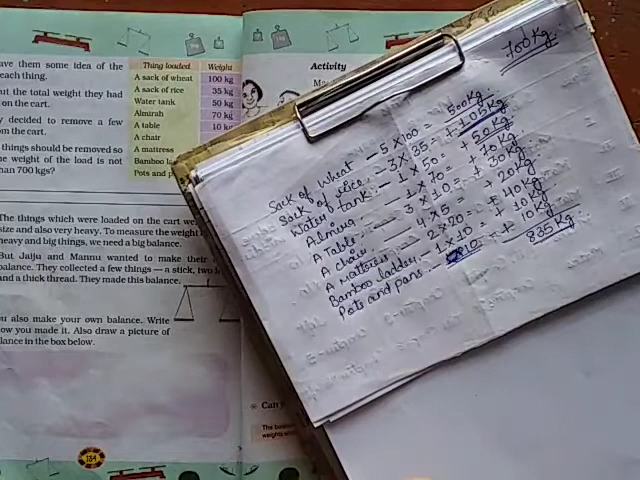 ave them some idea of the
each thing.
ut the total weight they had
on the cart.
y decided to remove a few
m the cart.
things should be removed so
e weight of the load is not
han 700 kgs?
Thing loaded Weight
A sack of wheat 100 kg
A sack of rice 35 kg
Water tank 50 kg
Almirah 70 kg
A table 10 kg
A chair
A mattress
Bamboo la
Pots and p
Activity
The things which were loaded on the cart we
size and also very heavy. To measure the weight
heavy and big things, we need a big balance.
But Jaiju and Mannu wanted to make their
balance. They collected a few things — a stick, two
and a thick thread. They made this balance.
u also make your own balance. Write
ow you made it. Also draw a picture of
lance in the box below.
134
Can
weights
700 Kg
Sack of wheat – 5 × 100 = 500 Kg
Sack of rice – 3 × 35 = + 105 Kg
Water tank – 1 × 50 = + 50 Kg
– 1 × 70 = + 70 Kg
A Table – 3 × 10 = + 30 Kg
A chair 4 × 5 = + 20 Kg
A mattress – 2 × 20 = + 40 Kg
Bamboo ladder – 1 × 10 = + 10 Kg
Pots and pans – + 10 Kg
835 Kg